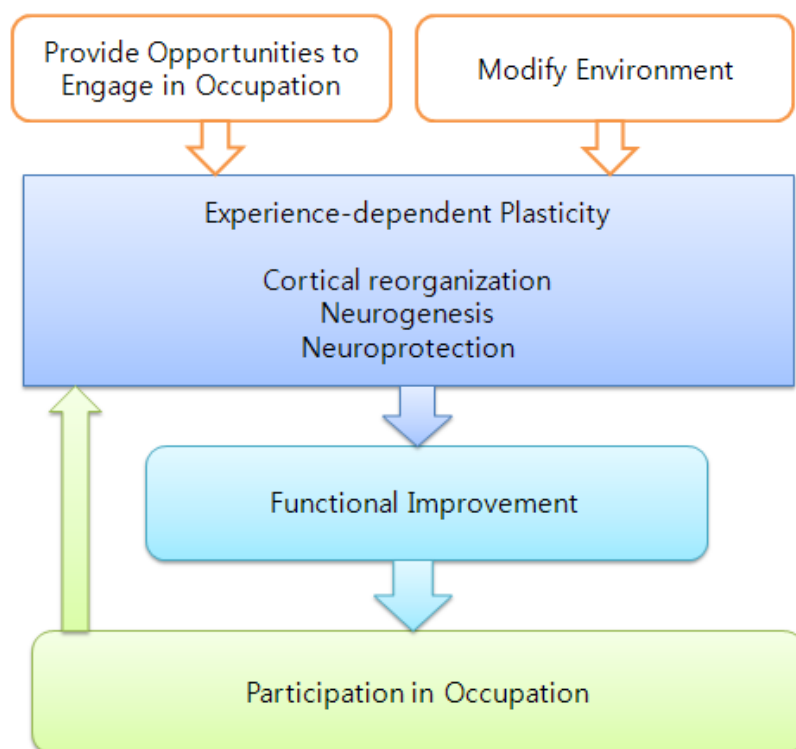 Provide Opportunities to
Engage in Occupation
Modify Environment
Experience-dependent Plasticity
Cortical reorganization
Neurogenesis
Neuroprotection
Functional Improvement
Participation in Occupation